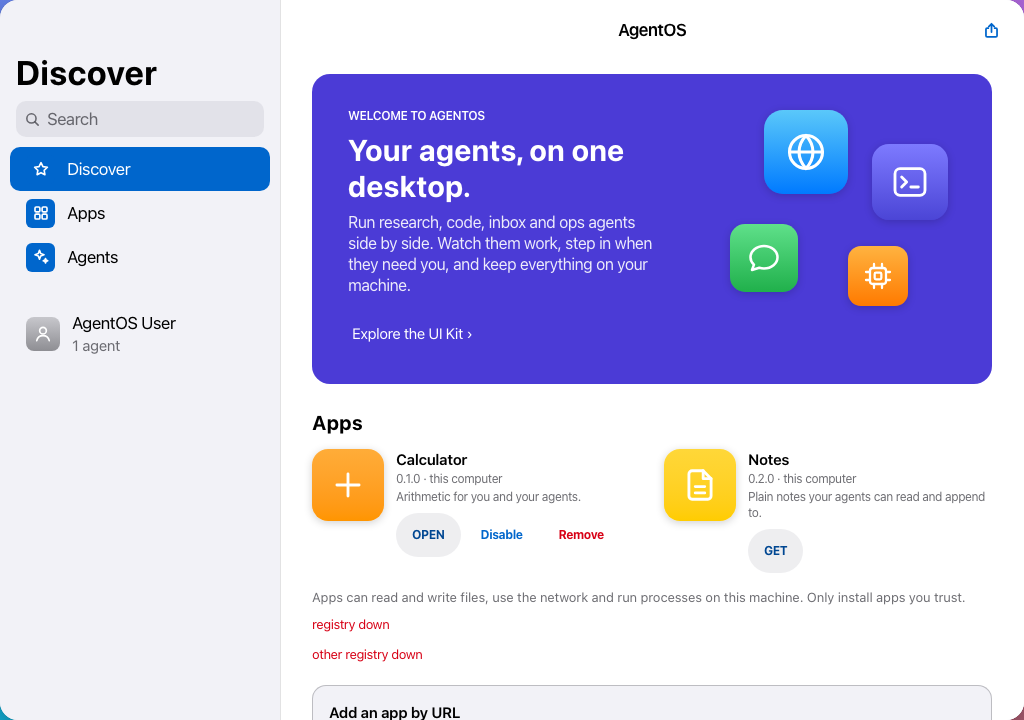 Discover
Search
Discover
Apps
Agents
AgentOS User
1 agent
AgentOS
WELCOME TO AGENTOS
Your agents, on one
desktop.
Run research, code, inbox and ops agents
side by side. Watch them work, step in when
they need you, and keep everything on your
machine.
Explore the UI Kit ›
Apps
Calculator
0.1.0 · this computer
Arithmetic for you and your agents.
OPEN
Disable
Remove
Notes
0.2.0 · this computer
Plain notes your agents can read and append
to.
GET
Apps can read and write files, use the network and run processes on this machine. Only install apps you trust.
registry down
other registry down
Add an app by URL